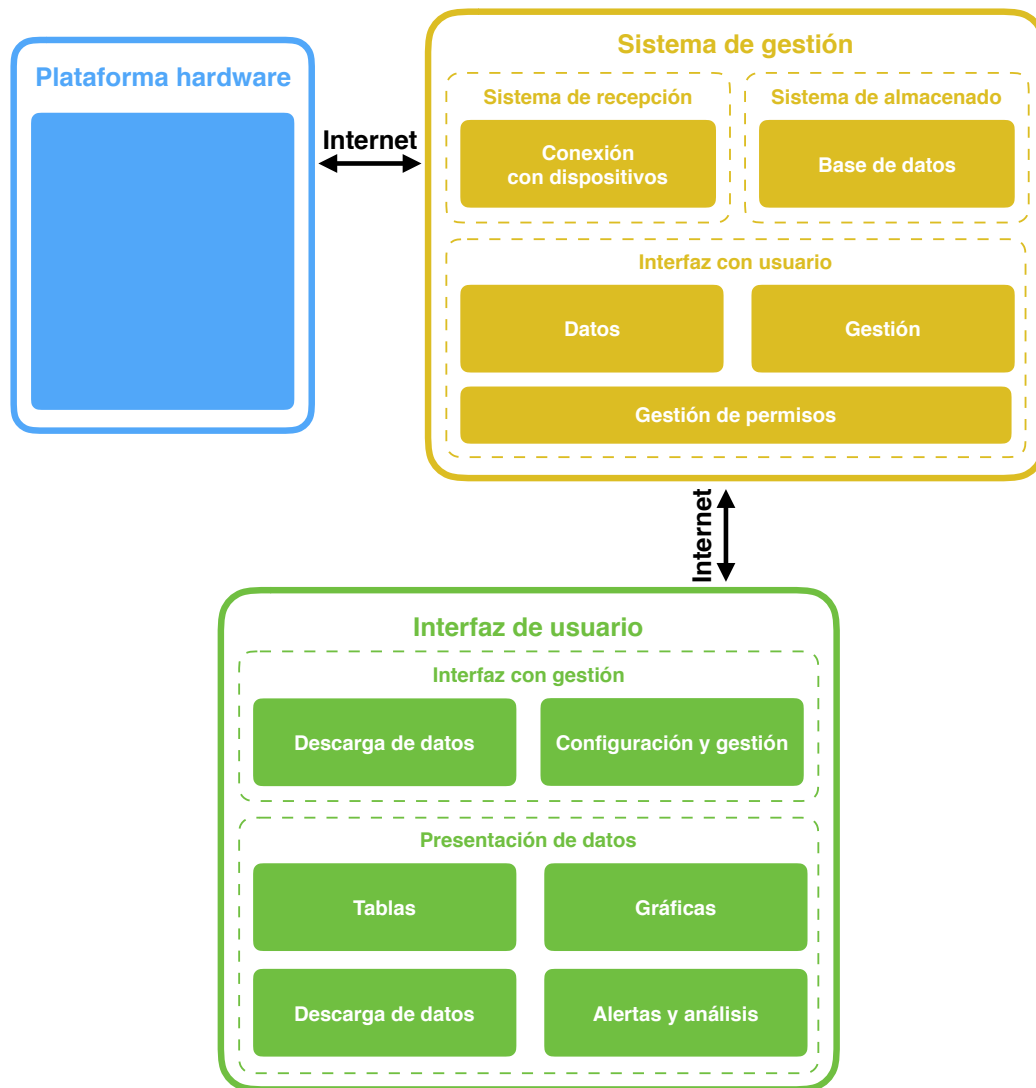 Plataforma hardware
Internet
Sistema de gestión
Sistema de recepción
Conexión
con dispositivos
Sistema de almacenado
Base de datos
Interfaz con usuario
Datos
Gestión
Gestión de permisos
Internet
Interfaz de usuario
Interfaz con gestión
Descarga de datos
Configuración y gestión
Presentación de datos
Tablas
Gráficas
Descarga de datos
Alertas y análisis